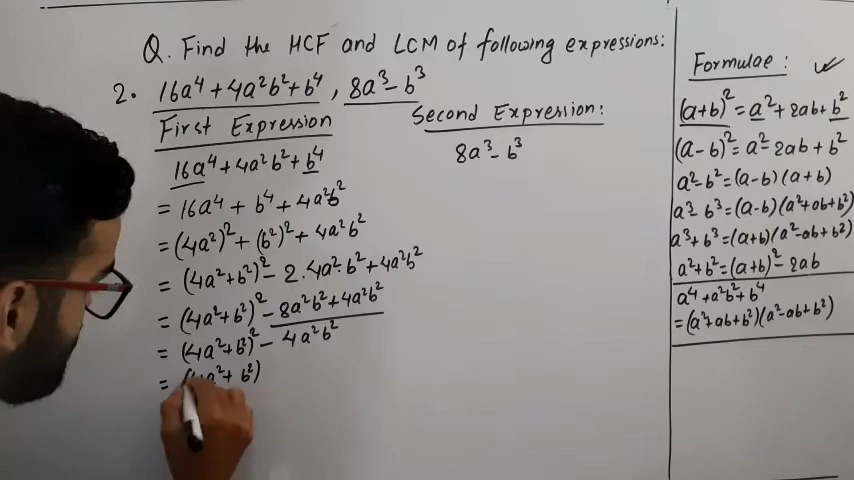 Q. Find the HCF and LCM of following expressions:
2. 16a⁴ + 4a²b² + b⁴ , 8a³ - b³
First Expression
16a⁴ + 4a²b² + b⁴
= 16a⁴ + b⁴ + 4a²b²
= (4a²)² + (b²)² + 4a²b²
= (4a² + b²)² - 2.4a².b² + 4a²b²
= (4a² + b²)² - 8a²b² + 4a²b²
= (4a² + b²)² - 4a²b²
= (4a² + b²)
Second Expression:
8a³ - b³
Formulae :
(a+b)² = a² + 2ab + b²
(a-b)² = a² - 2ab + b²
a² - b² = (a-b) (a+b)
a³ - b³ = (a-b) (a² + ab + b²)
a³ + b³ = (a+b) (a² - ab + b²)
a² + b² = (a+b)² - 2ab
a⁴ + a²b² + b⁴
= (a² + ab + b²) (a² - ab + b²)